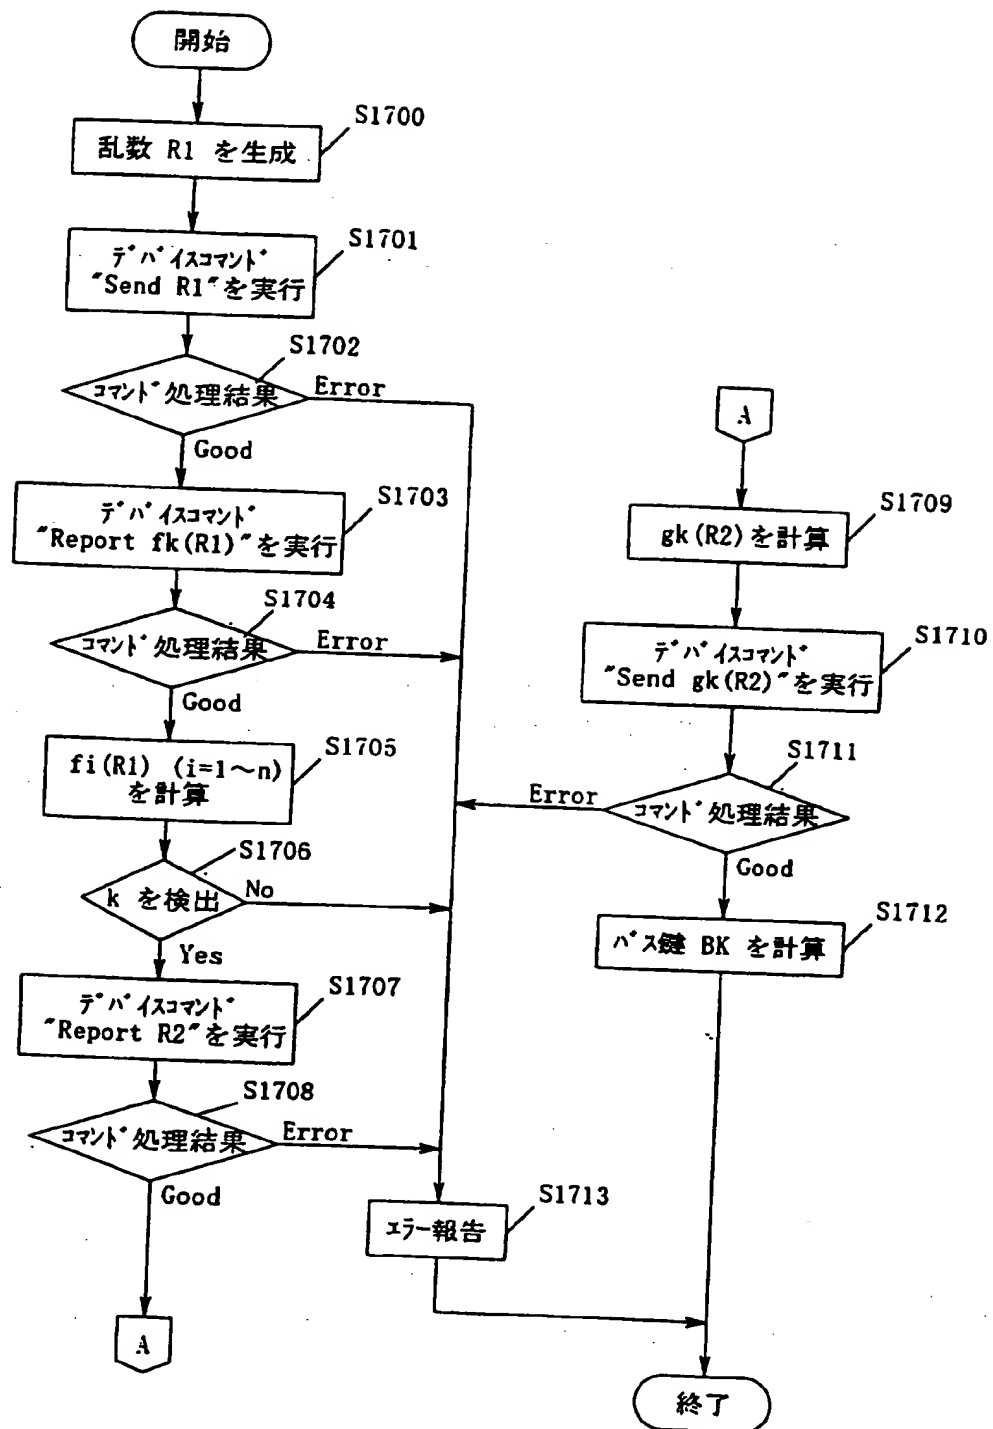 開始
S1700
乱数 R1 を生成
S1701
デバイスコマンド
"Send R1"を実行
S1702
コマンド処理結果
Error
Good
S1703
デバイスコマンド
"Report fk(R1)"を実行
S1704
コマンド処理結果
Error
Good
S1705
fi(R1) (i=1～n)
を計算
S1706
k を検出
No
Yes
S1707
デバイスコマンド
"Report R2"を実行
S1708
コマンド処理結果
Error
Good
A
A
S1709
gk(R2)を計算
S1710
デバイスコマンド
"Send gk(R2)"を実行
S1711
コマンド処理結果
Error
Good
S1712
バス鍵 BK を計算
S1713
エラー報告
終了